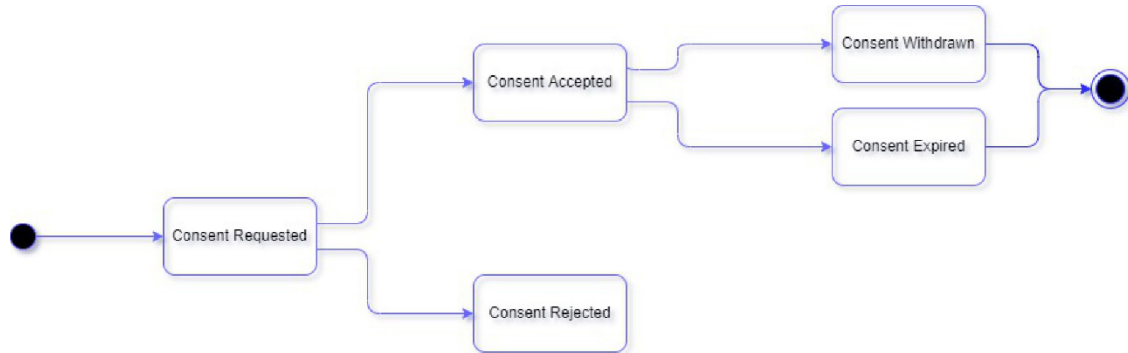 Consent Withdrawn
Consent Accepted
Consent Expired
Consent Requested
Consent Rejected